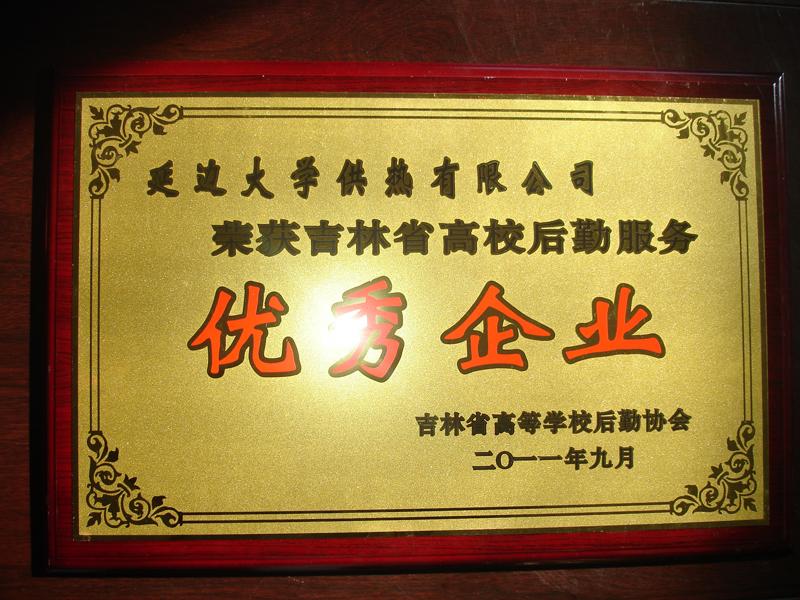 延边大学供热有限公司
荣获吉林省高校后勤服务
优秀企业
吉林省高等学校后勤协会
二〇一一年九月